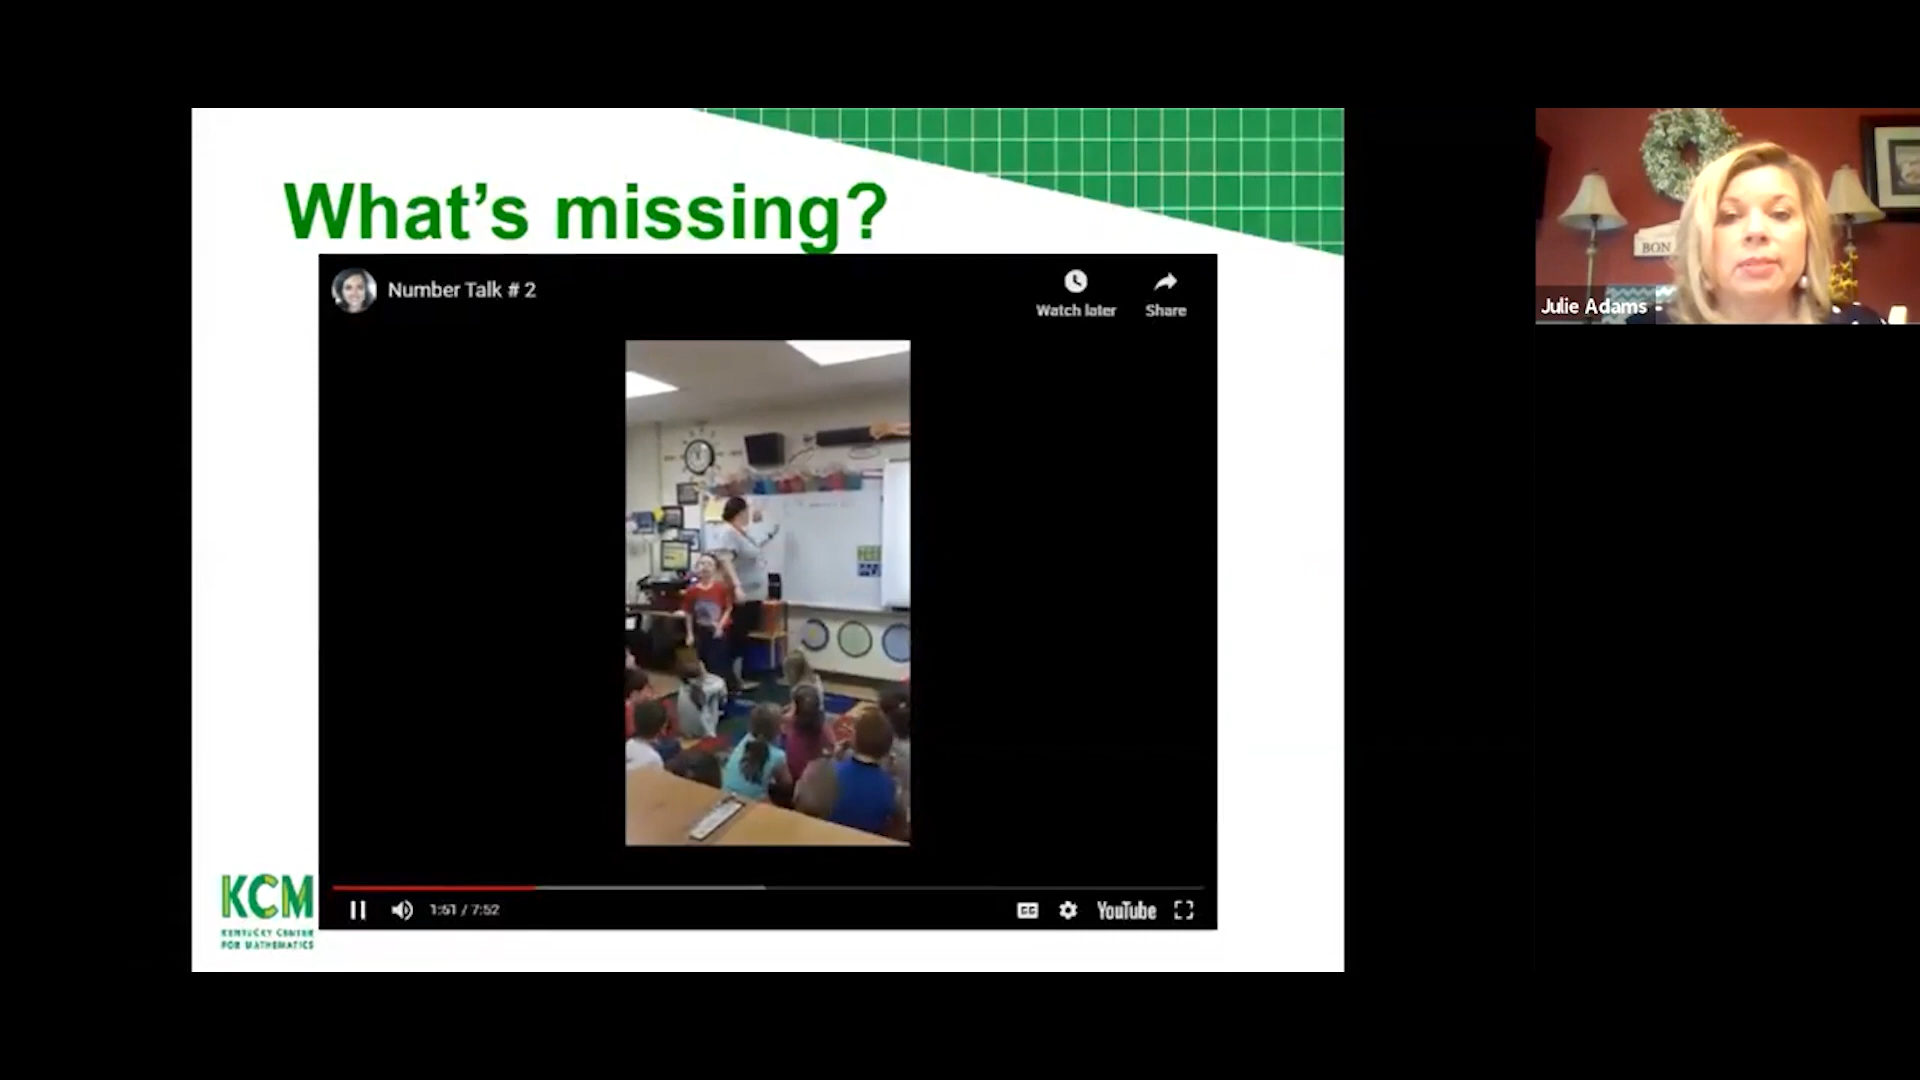 What's missing?
Number Talk # 2
Watch later
Share
BON
Julie Adams
KCM
KENTUCKY CENTER
FOR MATHEMATICS
1:51 / 7:52
CC
YouTube